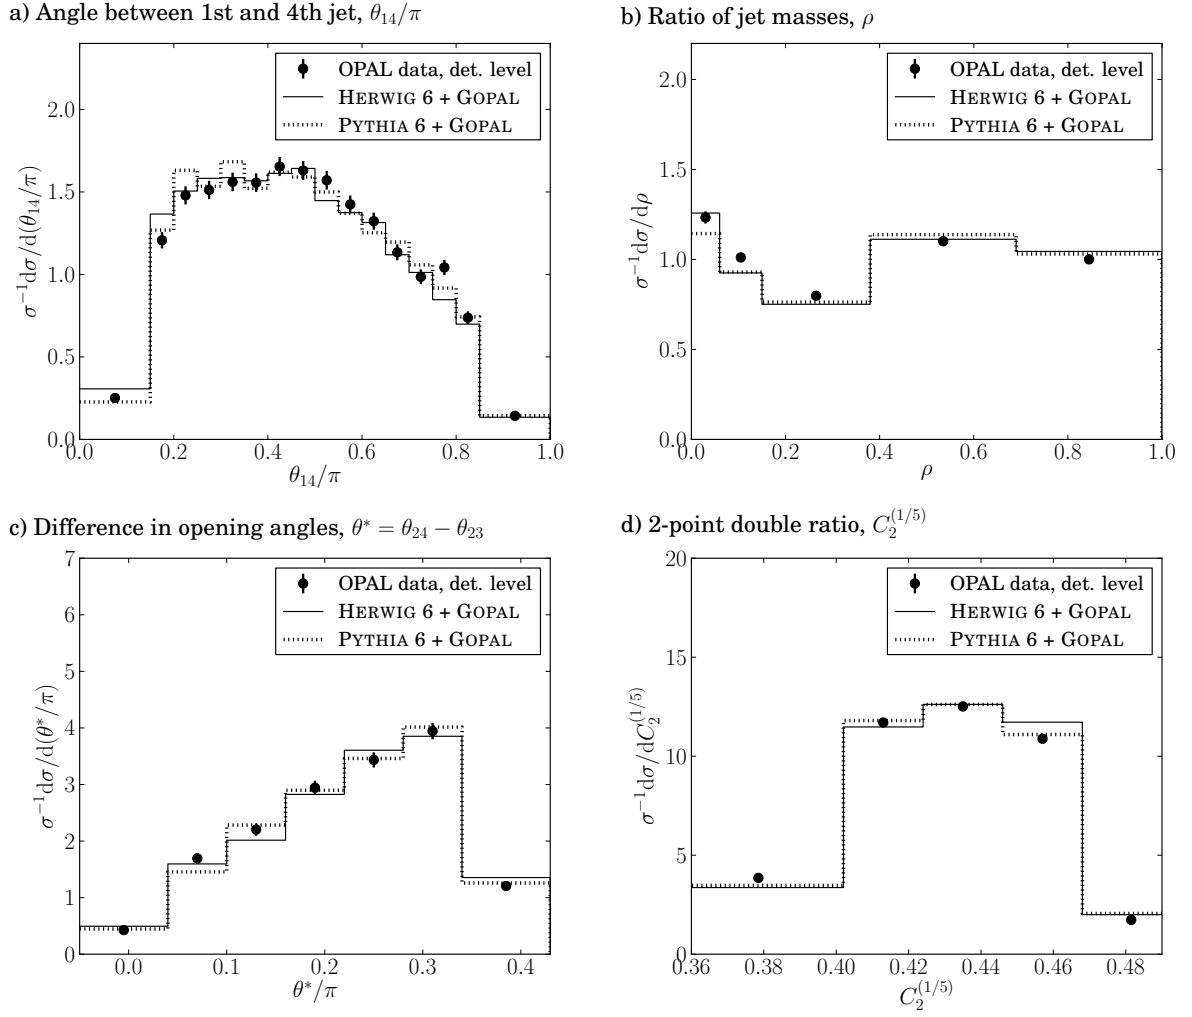 a) Angle between 1st and 4th jet, θ₁₄/π
OPAL data, det. level
HERWIG 6 + GOPAL
PYTHIA 6 + GOPAL
σ⁻¹dσ/d(θ₁₄/π)
2.0
1.5
1.0
0.5
0.0
0.0 0.2 0.4 0.6 0.8 1.0
θ₁₄/π
b) Ratio of jet masses, ρ
OPAL data, det. level
HERWIG 6 + GOPAL
PYTHIA 6 + GOPAL
σ⁻¹dσ/dρ
2.0
1.5
1.0
0.5
0.0
0.0 0.2 0.4 0.6 0.8 1.0
ρ
c) Difference in opening angles, θ* = θ₂₄ − θ₂₃
OPAL data, det. level
HERWIG 6 + GOPAL
PYTHIA 6 + GOPAL
σ⁻¹dσ/d(θ*/π)
7
6
5
4
3
2
1
0
0.0 0.1 0.2 0.3 0.4
θ*/π
d) 2-point double ratio, C₂⁽¹ᐟ⁵⁾
OPAL data, det. level
HERWIG 6 + GOPAL
PYTHIA 6 + GOPAL
σ⁻¹dσ/dC₂⁽¹ᐟ⁵⁾
20
15
10
5
0
0.36 0.38 0.40 0.42 0.44 0.46 0.48
C₂⁽¹ᐟ⁵⁾